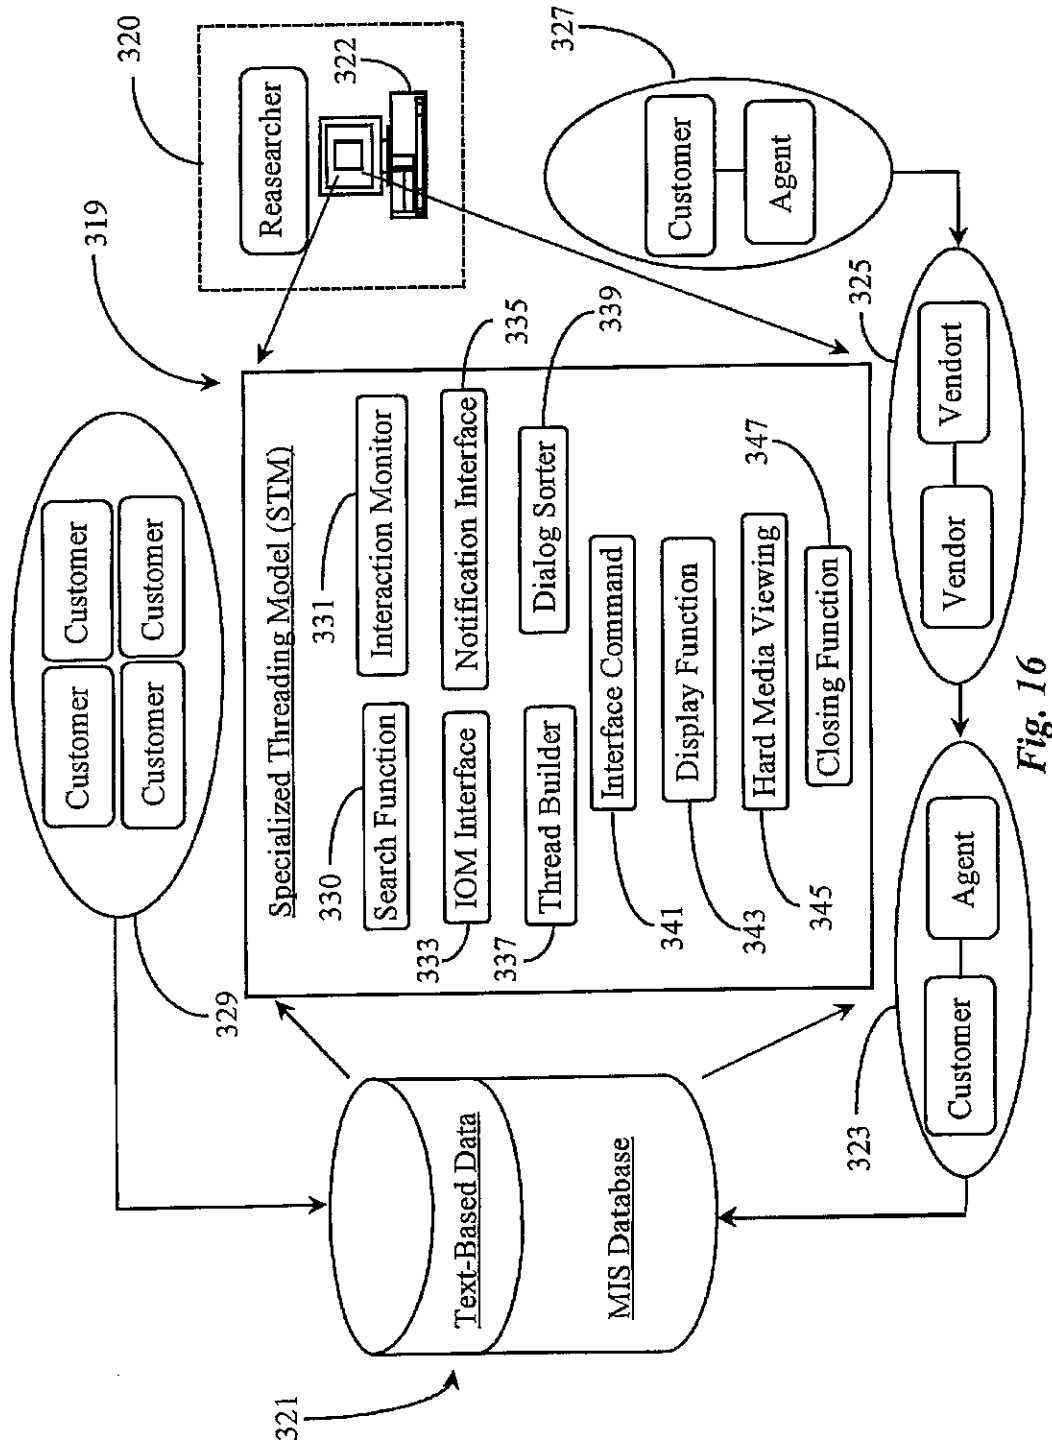 319
320
Reasearcher
322
329
Customer
Customer
Customer
Customer
321
Text-Based Data
MIS Database
Specialized Threading Model (STM)
330
Search Function
331
Interaction Monitor
333
IOM Interface
335
Notification Interface
337
Thread Builder
339
Dialog Sorter
341
Interface Command
343
Display Function
345
Hard Media Viewing
347
Closing Function
327
Customer
Agent
323
Customer
Agent
325
Vendor
Vendort
Fig. 16